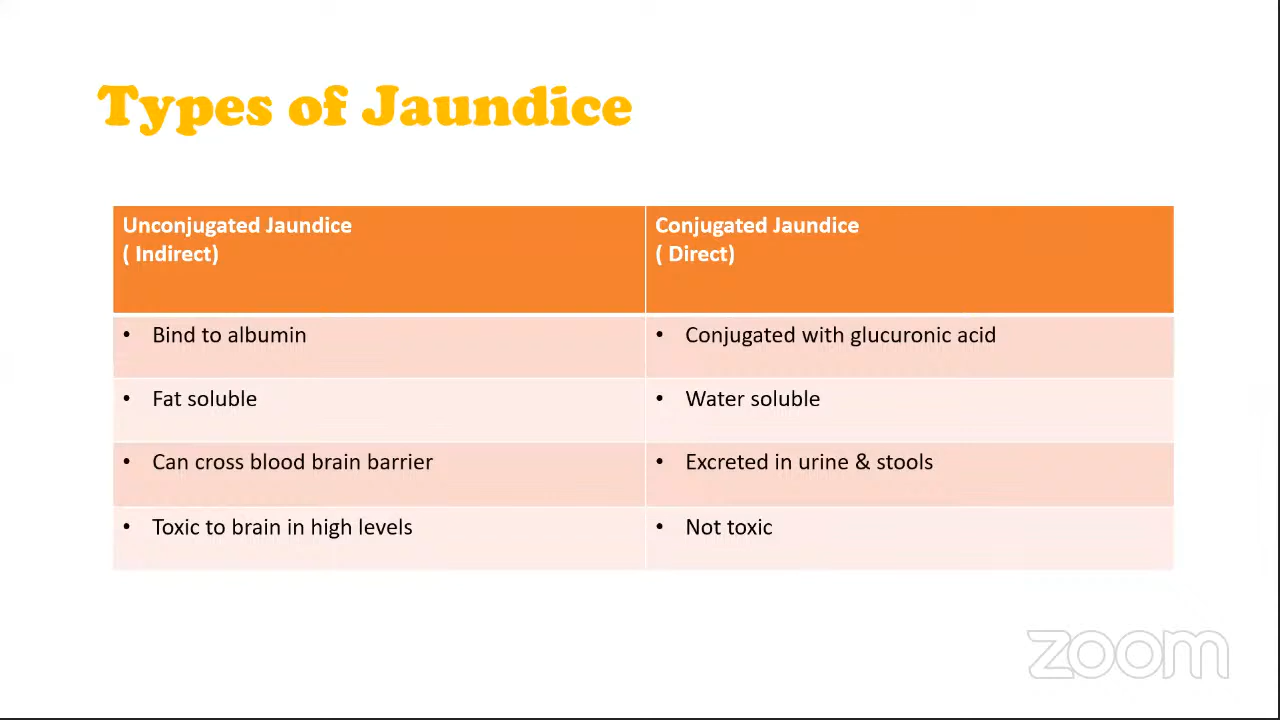 Types of Jaundice
Unconjugated Jaundice
( Indirect)
Conjugated Jaundice
( Direct)
• Bind to albumin
• Conjugated with glucuronic acid
• Fat soluble
• Water soluble
• Can cross blood brain barrier
• Excreted in urine & stools
• Toxic to brain in high levels
• Not toxic
zoom